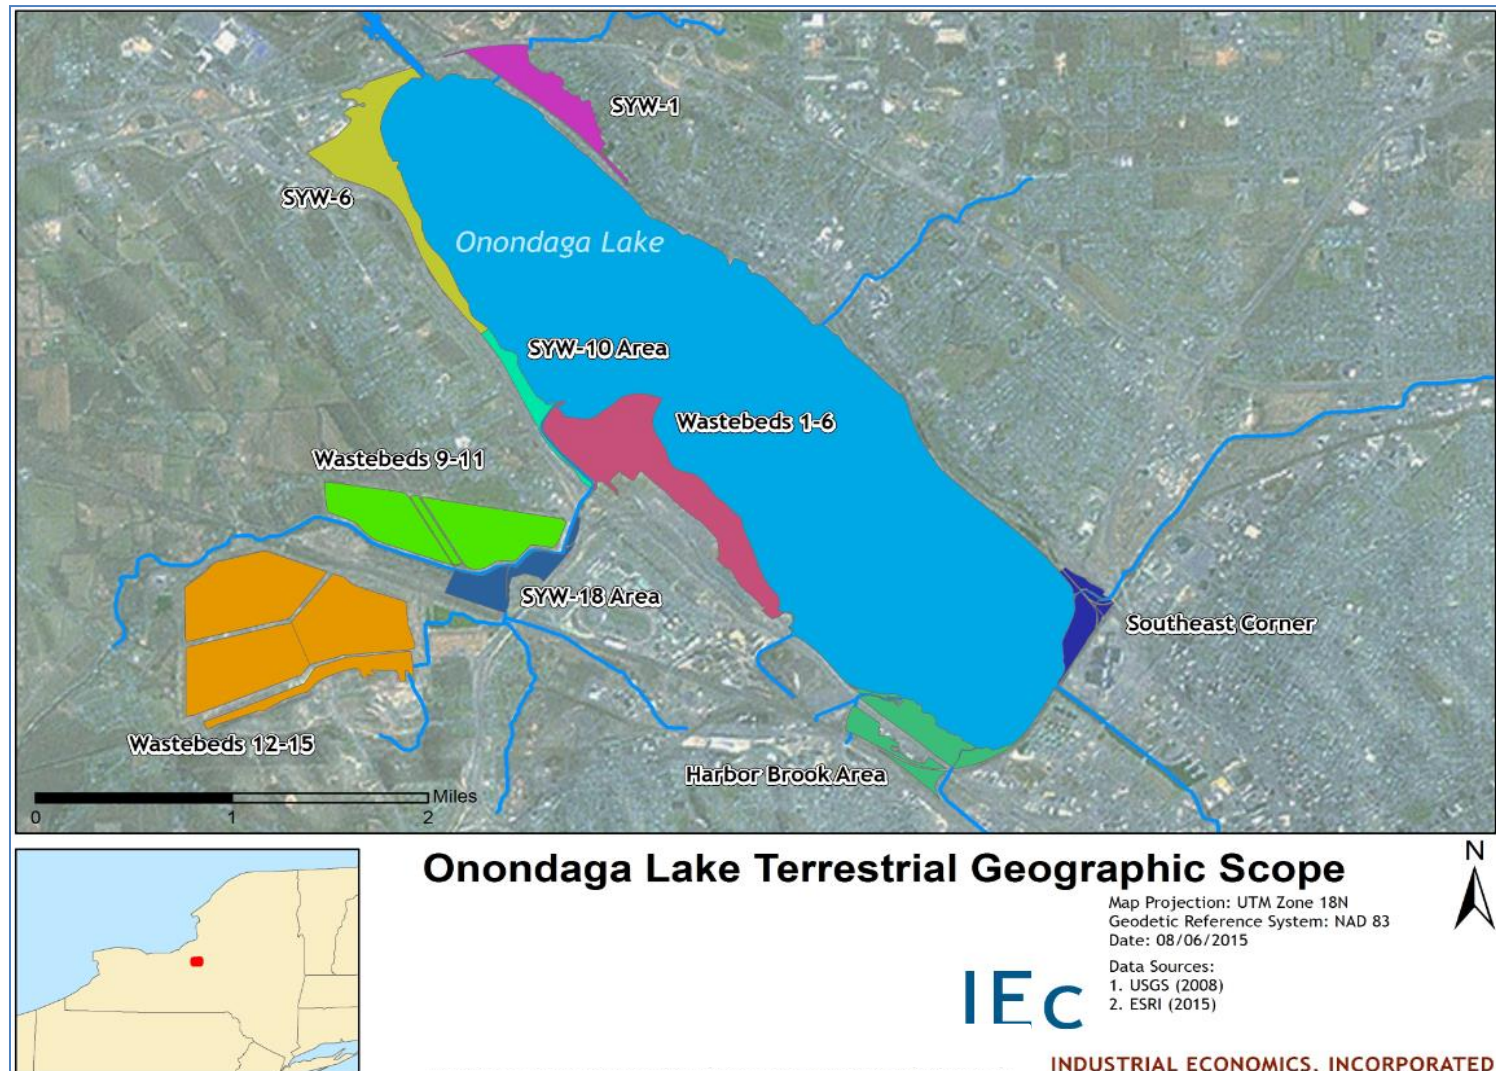 SYW-1
SYW-6
Onondaga Lake
SYW-10 Area
Wastebeds 1-6
Wastebeds 9-11
SYW-18 Area
Southeast Corner
Wastebeds 12-15
Harbor Brook Area
Miles
0 1 2
Onondaga Lake Terrestrial Geographic Scope
N
Map Projection: UTM Zone 18N
Geodetic Reference System: NAD 83
Date: 08/06/2015
Data Sources:
1. USGS (2008)
2. ESRI (2015)
IEc
INDUSTRIAL ECONOMICS, INCORPORATED